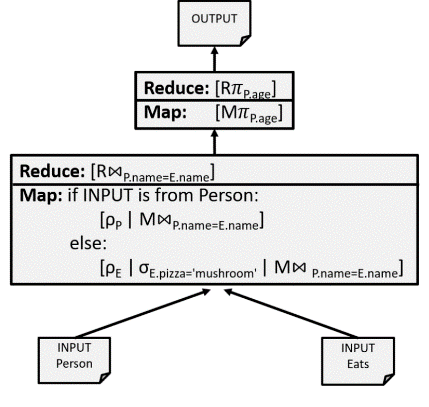 OUTPUT
Reduce: [Rπ_P.age]
Map: [Mπ_P.age]
Reduce: [R⋈_P.name=E.name]
Map: if INPUT is from Person:
[ρ_P | M⋈_P.name=E.name]
else:
[ρ_E | σ_E.pizza='mushroom' | M⋈ _P.name=E.name]
INPUT
Person
INPUT
Eats